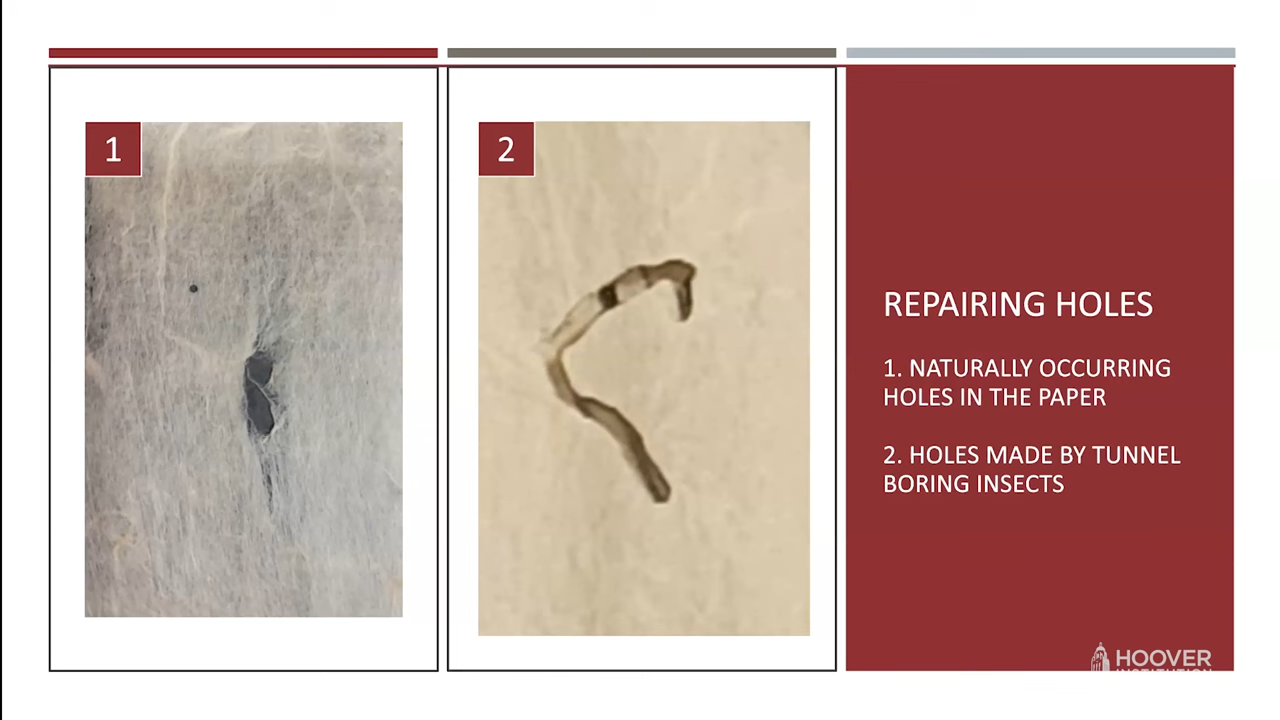 1
2
REPAIRING HOLES
1. NATURALLY OCCURRING
HOLES IN THE PAPER
2. HOLES MADE BY TUNNEL
BORING INSECTS
HOOVER
INSTITUTION